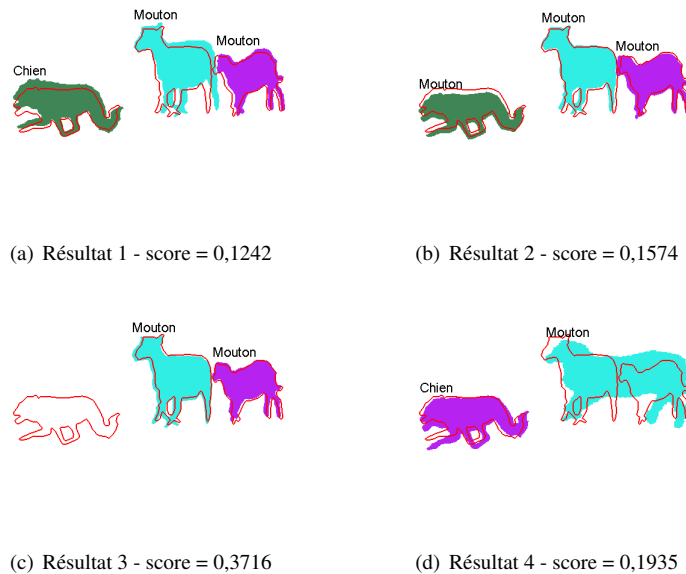 Mouton
Mouton
Chien
(a) Résultat 1 - score = 0,1242
Mouton
Mouton
Mouton
(b) Résultat 2 - score = 0,1574
Mouton
Mouton
(c) Résultat 3 - score = 0,3716
Mouton
Chien
(d) Résultat 4 - score = 0,1935